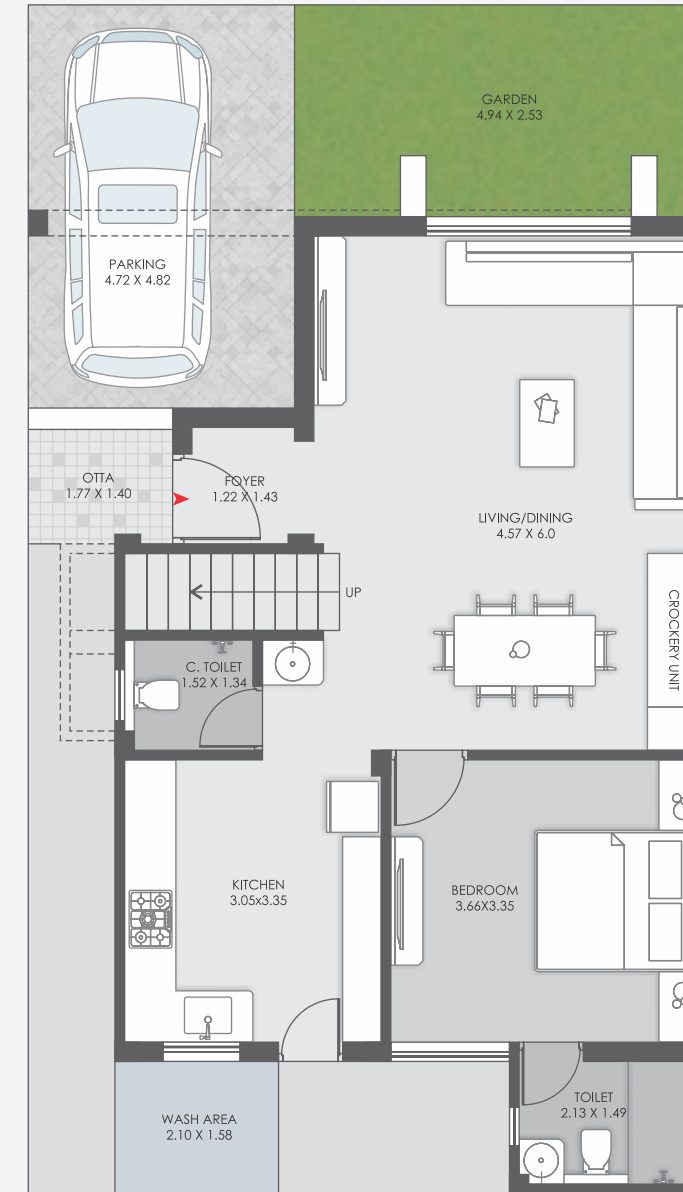 GARDEN
4.94 X 2.53
PARKING
4.72 X 4.82
OTTA
1.77 X 1.40
FOYER
1.22 X 1.43
LIVING/DINING
4.57 X 6.0
UP
CROCKERY UNIT
C. TOILET
1.52 X 1.34
KITCHEN
3.05x3.35
BEDROOM
3.66X3.35
WASH AREA
2.10 X 1.58
TOILET
2.13 X 1.49